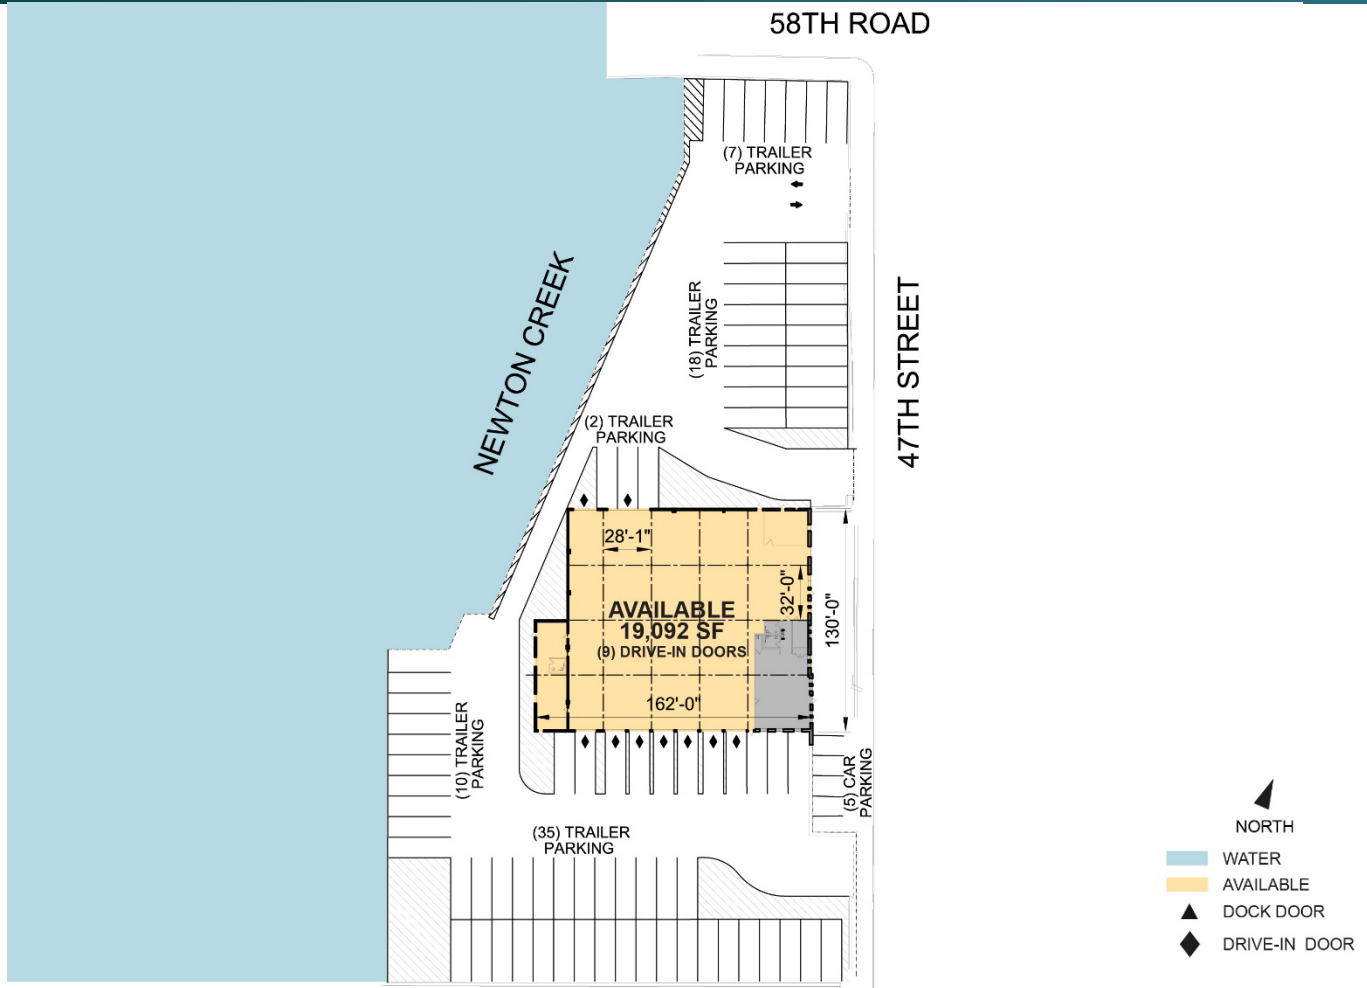 58TH ROAD
(7) TRAILER
PARKING
NEWTON CREEK
(18) TRAILER
PARKING
47TH STREET
(2) TRAILER
PARKING
28'-1"
32'-0"
130'-0"
AVAILABLE
19,092 SF
(9) DRIVE-IN DOORS
162'-0"
(10) TRAILER
PARKING
(5) CAR
PARKING
(35) TRAILER
PARKING
NORTH
WATER
AVAILABLE
DOCK DOOR
DRIVE-IN DOOR